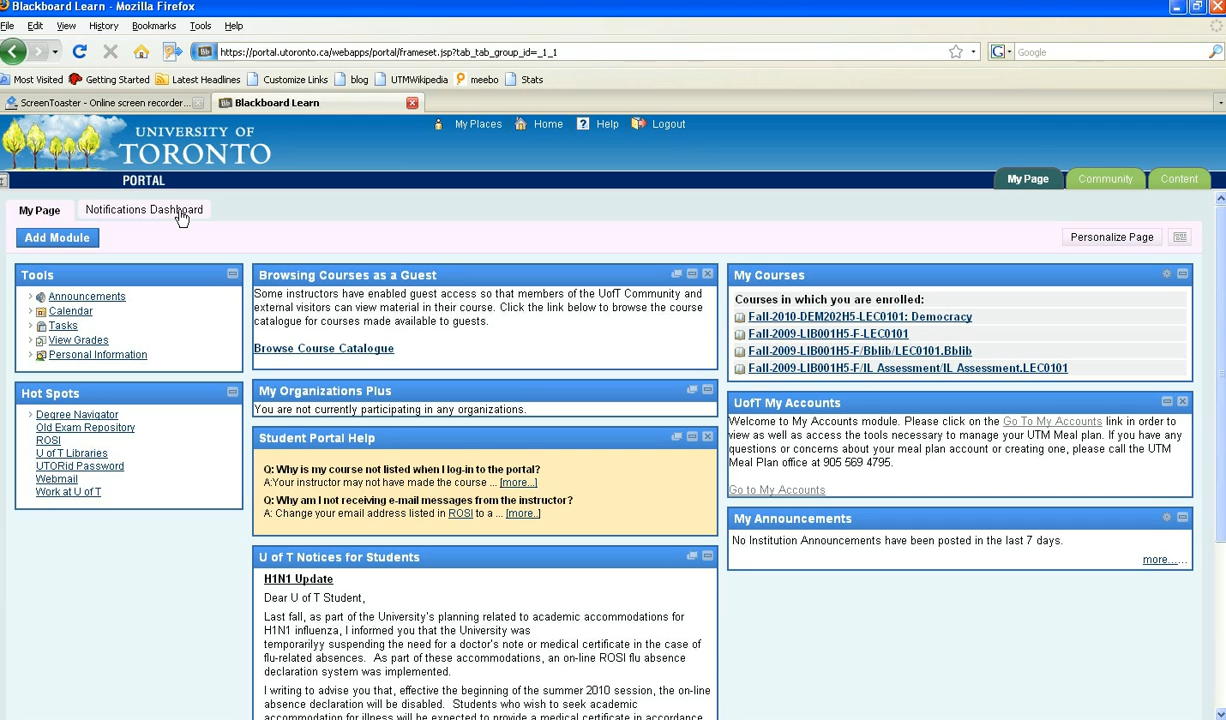 Blackboard Learn - Mozilla Firefox
File Edit View History Bookmarks Tools Help
https://portal.utoronto.ca/webapps/portal/frameset.jsp?tab_tab_group_id=_1_1
Google
Most Visited Getting Started Latest Headlines Customize Links blog UTMWikipedia meebo Stats
ScreenToaster - Online screen recorder... Blackboard Learn
My Places Home Help Logout
UNIVERSITY OF
TORONTO
PORTAL
My Page Community Content
My Page Notifications Dashboard
Add Module
Personalize Page
Tools
Announcements
Calendar
Tasks
View Grades
Personal Information
Hot Spots
Degree Navigator
Old Exam Repository
ROSI
U of T Libraries
UTORid Password
Webmail
Work at U of T
Browsing Courses as a Guest
Some instructors have enabled guest access so that members of the UofT Community and
external visitors can view material in their course. Click the link below to browse the course
catalogue for courses made available to guests.
Browse Course Catalogue
My Organizations Plus
You are not currently participating in any organizations.
Student Portal Help
Q: Why is my course not listed when I log-in to the portal?
A:Your instructor may not have made the course ... [more...]
Q: Why am I not receiving e-mail messages from the instructor?
A: Change your email address listed in ROSI to a ... [more..]
U of T Notices for Students
H1N1 Update
Dear U of T Student,
Last fall, as part of the University's planning related to academic accommodations for
H1N1 influenza, I informed you that the University was
temporarilyy suspending the need for a doctor's note or medical certificate in the case of
flu-related absences. As part of these accommodations, an on-line ROSI flu absence
declaration system was implemented.
I writing to advise you that, effective the beginning of the summer 2010 session, the on-line
absence declaration will be disabled. Students who wish to seek academic
accommodation for illness will be expected to provide a medical certificate in accordance
My Courses
Courses in which you are enrolled:
Fall-2010-DEM202H5-LEC0101: Democracy
Fall-2009-LIB001H5-F-LEC0101
Fall-2009-LIB001H5-F/Bblib/LEC0101.Bblib
Fall-2009-LIB001H5-F/IL Assessment/IL Assessment.LEC0101
UofT My Accounts
Welcome to My Accounts module. Please click on the Go To My Accounts link in order to
view as well as access the tools necessary to manage your UTM Meal plan. If you have any
questions or concerns about your meal plan account or creating one, please call the UTM
Meal Plan office at 905 569 4795.
Go to My Accounts
My Announcements
No Institution Announcements have been posted in the last 7 days.
more......